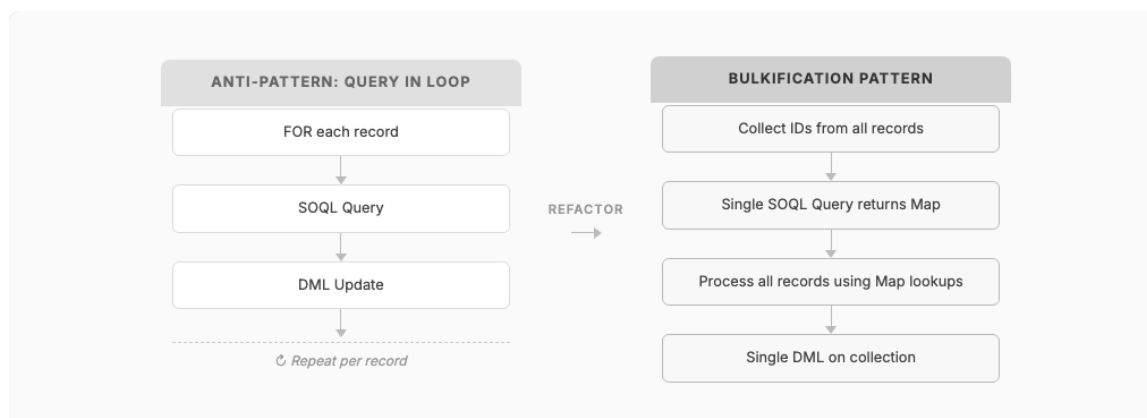 ANTI-PATTERN: QUERY IN LOOP
FOR each record
SOQL Query
DML Update
↻ Repeat per record
REFACTOR
BULKIFICATION PATTERN
Collect IDs from all records
Single SOQL Query returns Map
Process all records using Map lookups
Single DML on collection